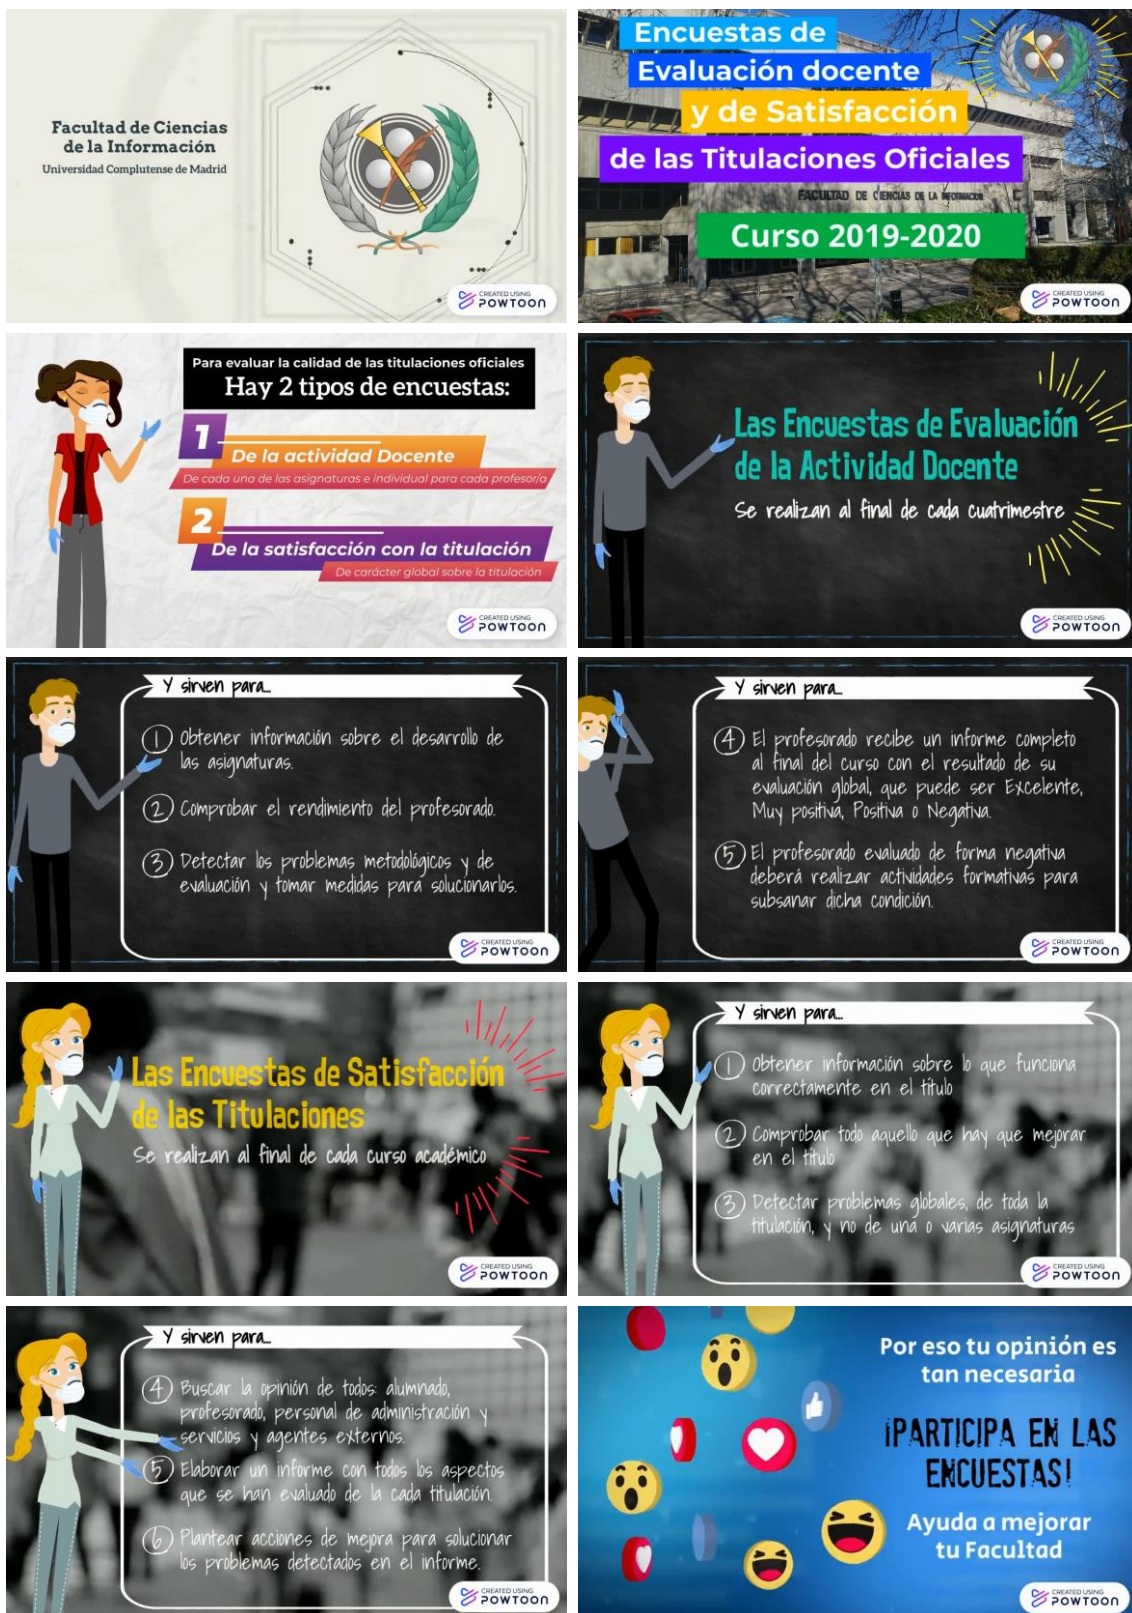 Facultad de Ciencias
de la Información
Universidad Complutense de Madrid
CREATED USING
POWTOON
Encuestas de
Evaluación docente
y de Satisfacción
de las Titulaciones Oficiales
FACULTAD DE CIENCIAS DE LA INFORMACION
Curso 2019-2020
CREATED USING
POWTOON
Para evaluar la calidad de las titulaciones oficiales
Hay 2 tipos de encuestas:
1
De la actividad Docente
De cada una de las asignaturas e individual para cada profesor/a
2
De la satisfacción con la titulación
De carácter global sobre la titulación
CREATED USING
POWTOON
Las Encuestas de Evaluación
de la Actividad Docente
Se realizan al final de cada cuatrimestre
CREATED USING
POWTOON
Y sirven para...
1 Obtener información sobre el desarrollo de
las asignaturas.
2 Comprobar el rendimiento del profesorado.
3 Detectar los problemas metodológicos y de
evaluación y tomar medidas para solucionarlos.
CREATED USING
POWTOON
Y sirven para...
4 El profesorado recibe un informe completo
al final del curso con el resultado de su
evaluación global, que puede ser Excelente,
Muy positiva, Positiva o Negativa.
5 El profesorado evaluado de forma negativa
deberá realizar actividades formativas para
subsanar dicha condición.
CREATED USING
POWTOON
Las Encuestas de Satisfacción
de las Titulaciones
Se realizan al final de cada curso académico
CREATED USING
POWTOON
Y sirven para...
1 Obtener información sobre lo que funciona
correctamente en el título
2 Comprobar todo aquello que hay que mejorar
en el título
3 Detectar problemas globales, de toda la
titulación, y no de una o varias asignaturas
CREATED USING
POWTOON
Y sirven para...
4 Buscar la opinión de todos: alumnado,
profesorado, personal de administración y
servicios y agentes externos.
5 Elaborar un informe con todos los aspectos
que se han evaluado de la cada titulación.
6 Plantear acciones de mejora para solucionar
los problemas detectados en el informe.
CREATED USING
POWTOON
Por eso tu opinión es
tan necesaria
¡PARTICIPA EN LAS
ENCUESTAS!
Ayuda a mejorar
tu Facultad
CREATED USING
POWTOON